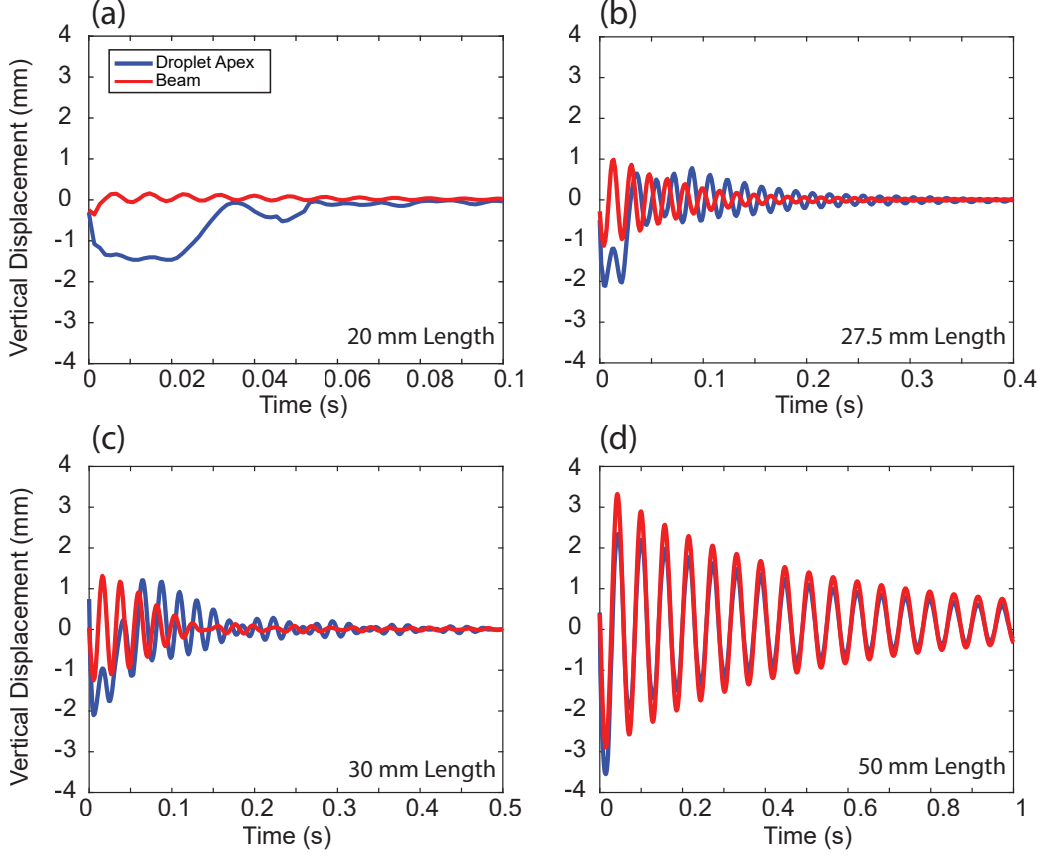 (a)
Vertical Displacement (mm)
4
3
2
1
0
-1
-2
-3
-4
Droplet Apex
Beam
20 mm Length
0 0.02 0.04 0.06 0.08 0.1
Time (s)
(b)
4
3
2
1
0
-1
-2
-3
-4
27.5 mm Length
0 0.1 0.2 0.3 0.4
Time (s)
(c)
Vertical Displacement (mm)
4
3
2
1
0
-1
-2
-3
-4
30 mm Length
0 0.1 0.2 0.3 0.4 0.5
Time (s)
(d)
4
3
2
1
0
-1
-2
-3
-4
50 mm Length
0 0.2 0.4 0.6 0.8 1
Time (s)